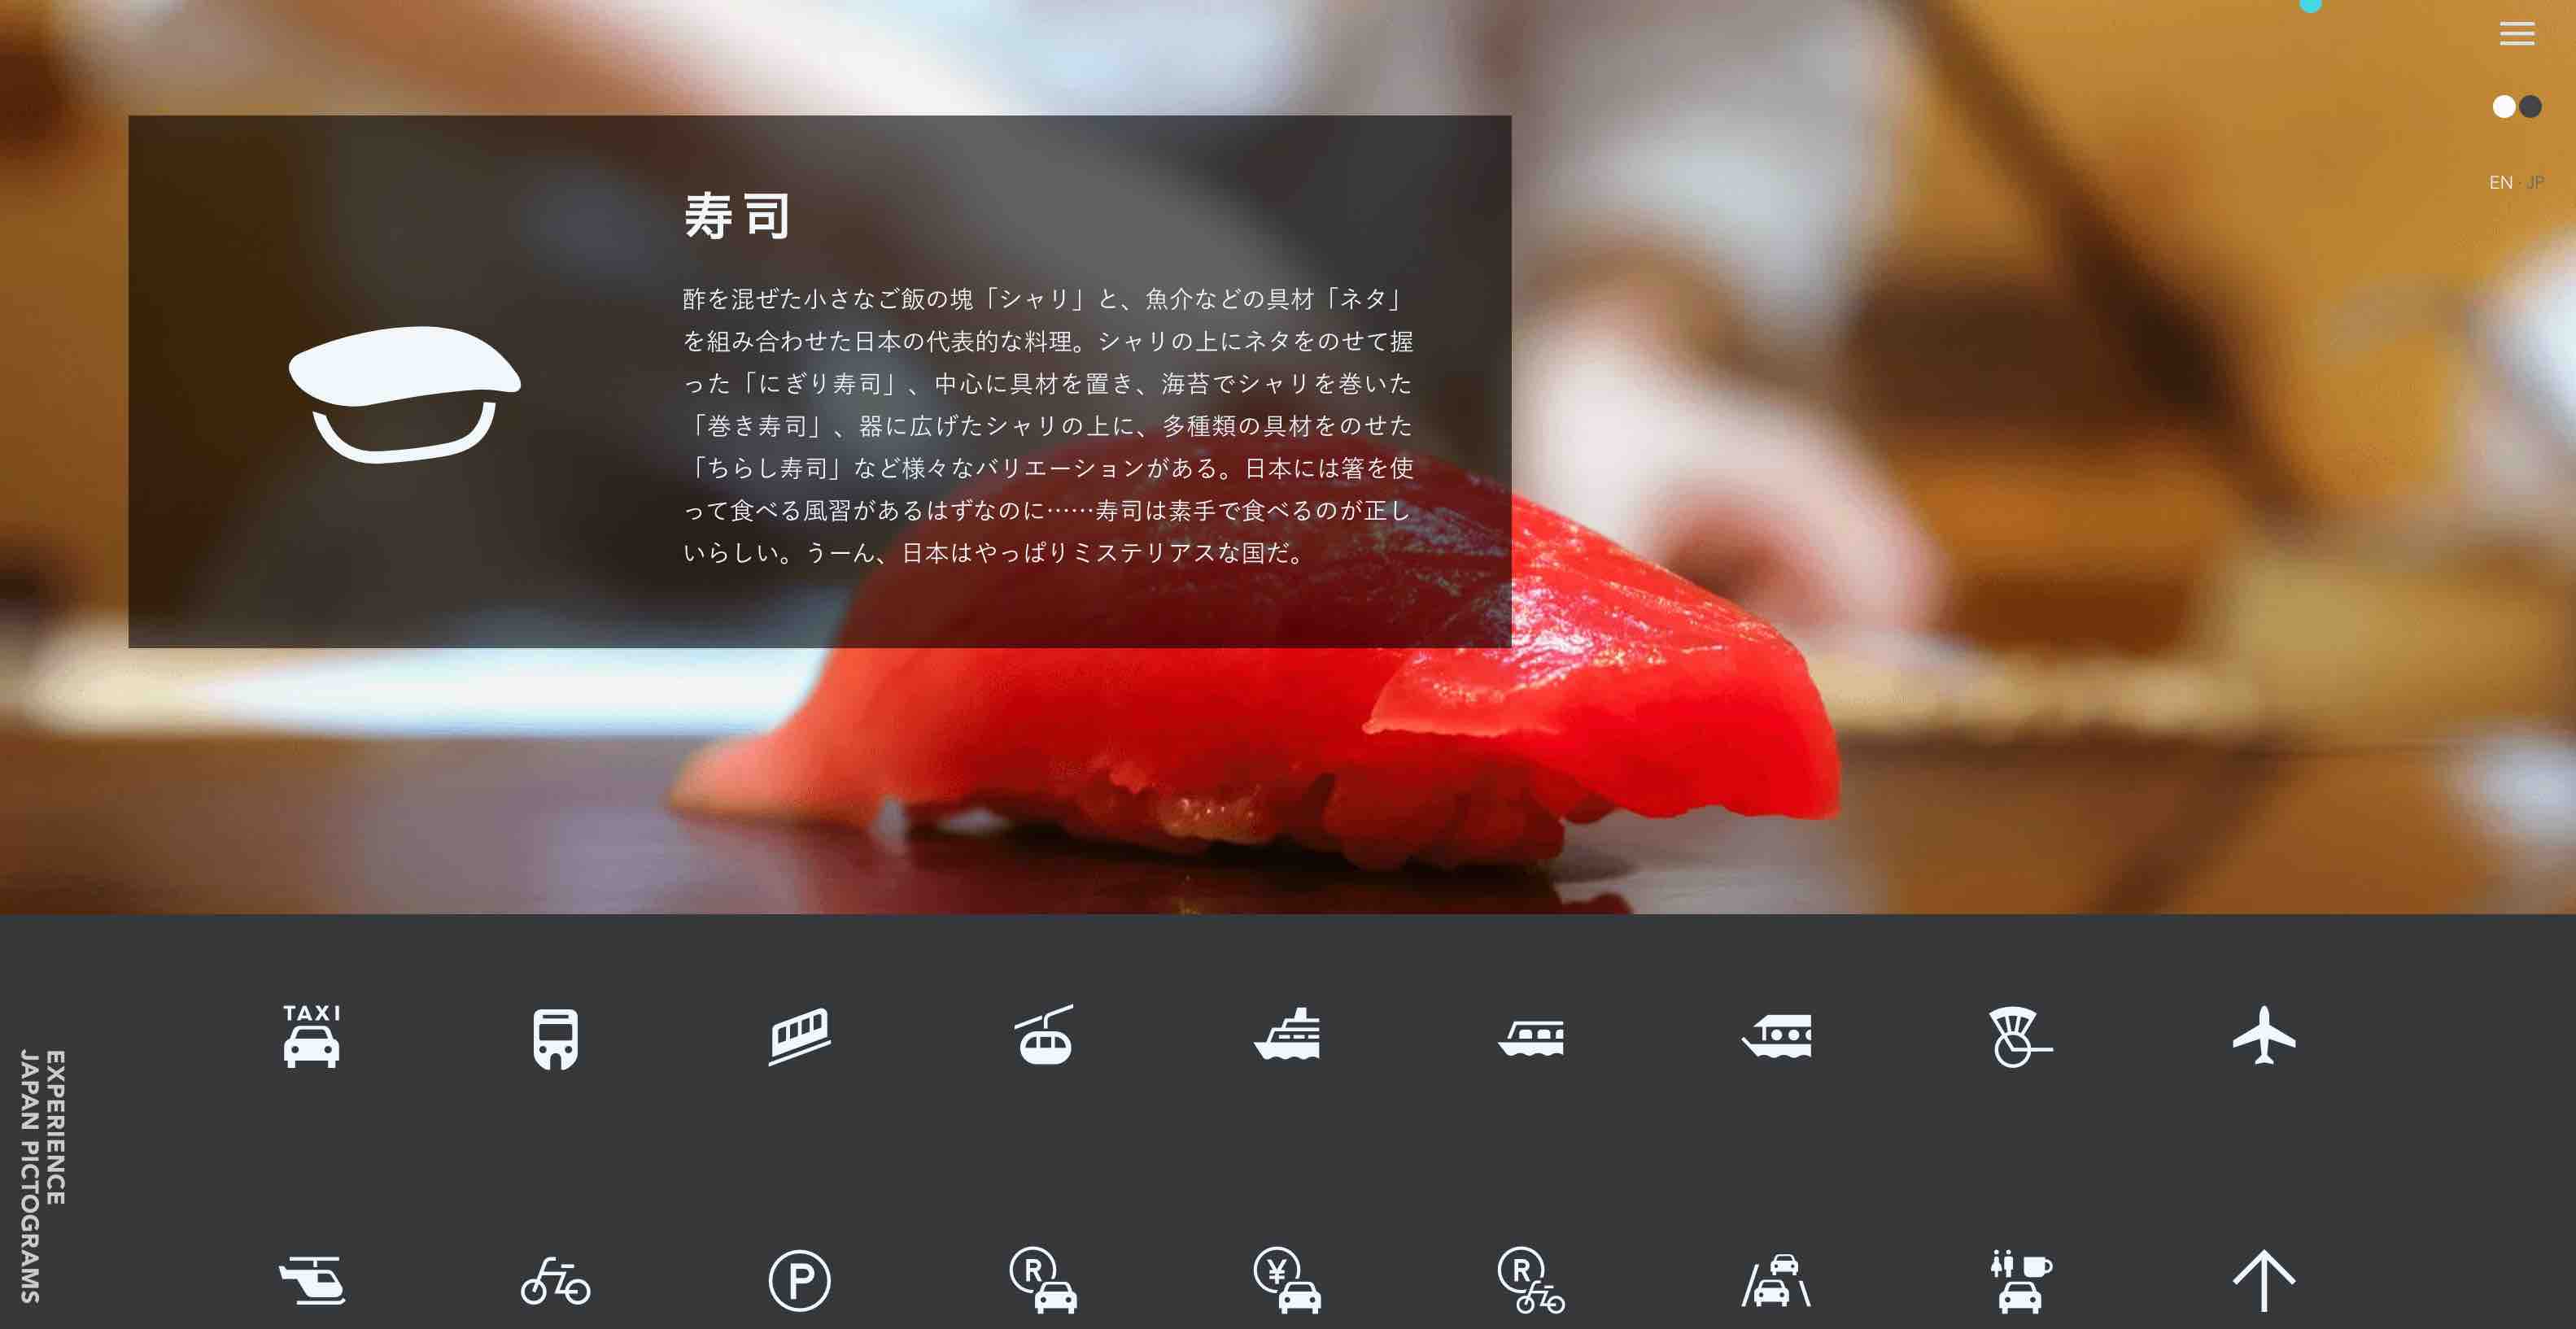 EN · JP
寿司
酢を混ぜた小さなご飯の塊「シャリ」と、魚介などの具材「ネタ」
を組み合わせた日本の代表的な料理。シャリの上にネタをのせて握
った「にぎり寿司」、中心に具材を置き、海苔でシャリを巻いた
「巻き寿司」、器に広げたシャリの上に、多種類の具材をのせた
「ちらし寿司」など様々なバリエーションがある。日本には箸を使
って食べる風習があるはずなのに……寿司は素手で食べるのが正し
いらしい。うーん、日本はやっぱりミステリアスな国だ。
EXPERIENCE
JAPAN PICTOGRAMS
TAXI
P
R
¥
R